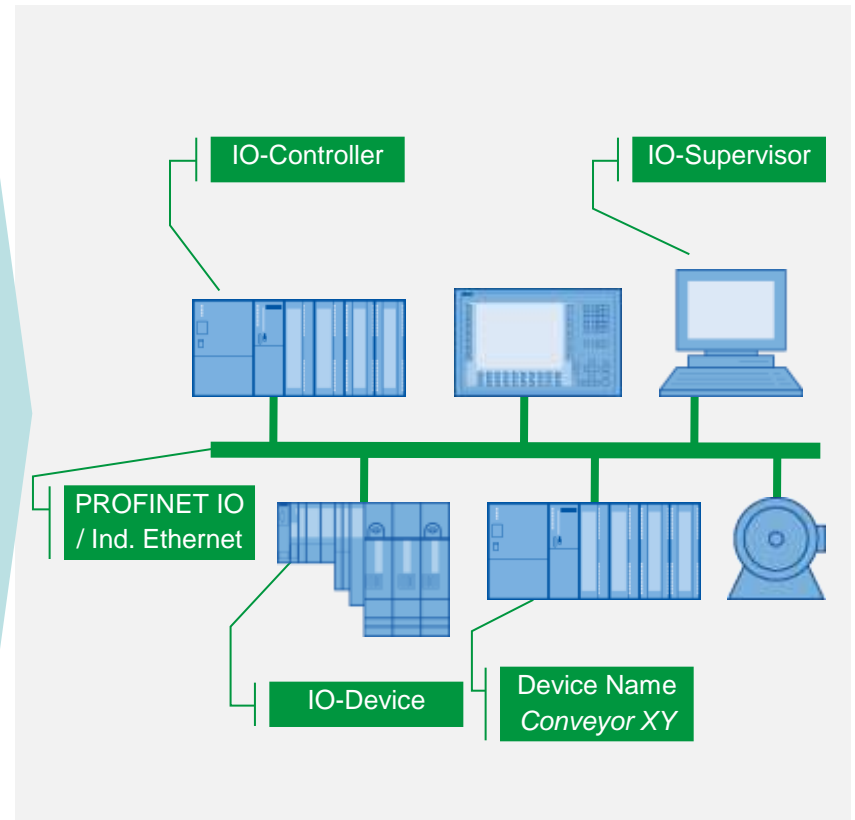 IO-Controller
IO-Supervisor
PROFINET IO
/ Ind. Ethernet
IO-Device
Device Name
Conveyor XY